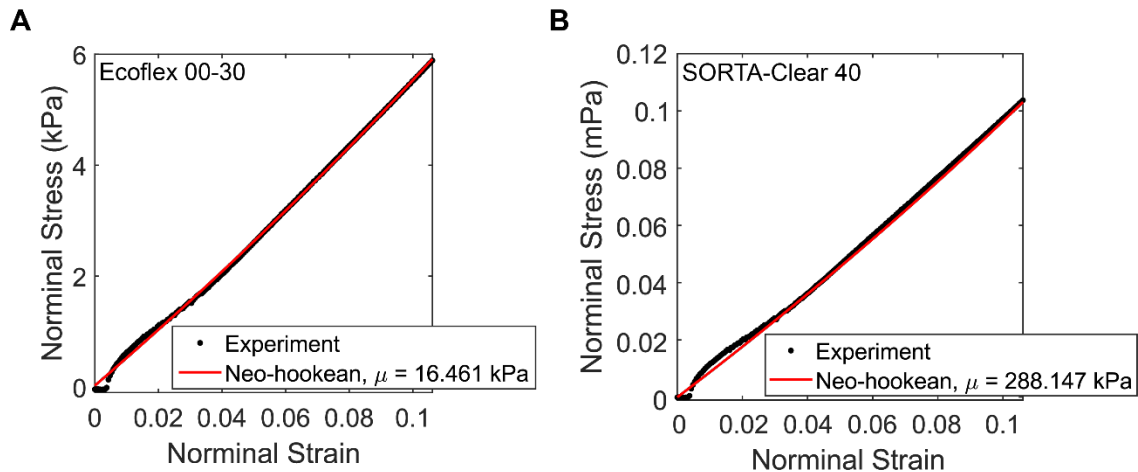 A
Ecoflex 00-30
Norminal Stress (kPa)
6
4
2
0
0 0.02 0.04 0.06 0.08 0.1
Norminal Strain
Experiment
Neo-hookean, μ = 16.461 kPa
B
SORTA-Clear 40
Norminal Stress (mPa)
0.12
0.1
0.08
0.06
0.04
0.02
0
0 0.02 0.04 0.06 0.08 0.1
Norminal Strain
Experiment
Neo-hookean, μ = 288.147 kPa